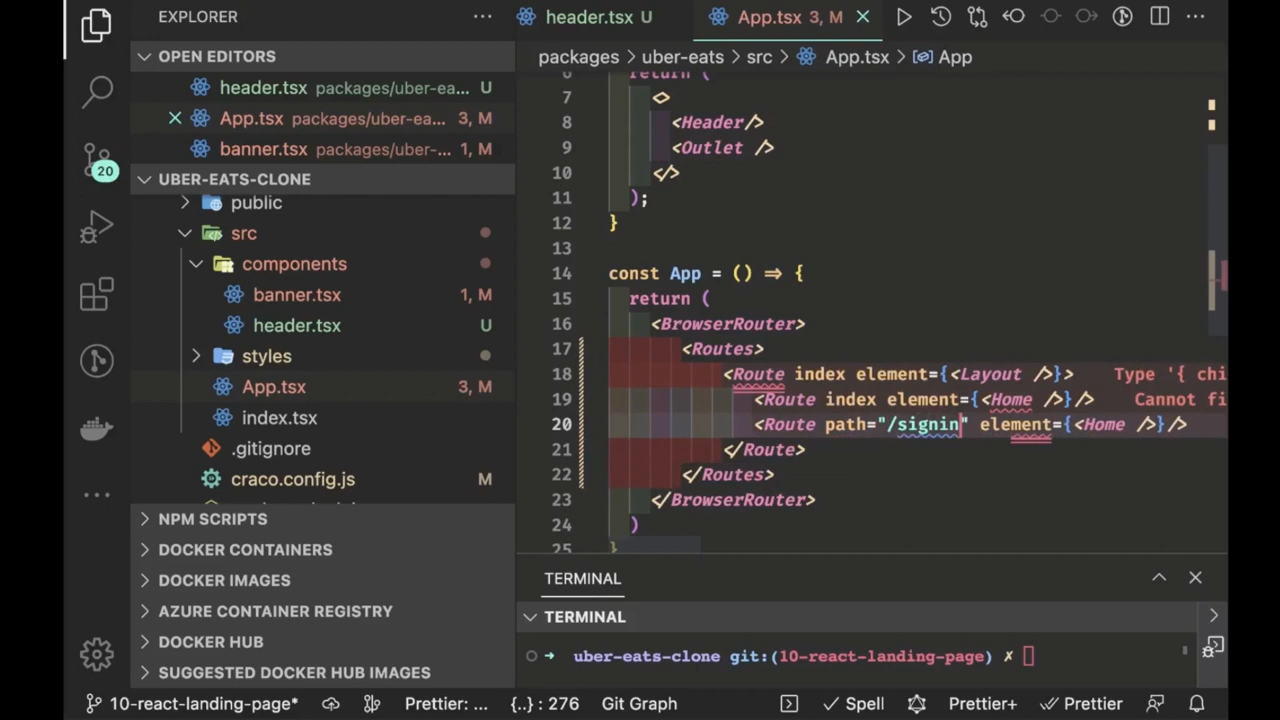 EXPLORER
header.tsx U
App.tsx 3, M
OPEN EDITORS
packages > uber-eats > src > App.tsx > App
header.tsx packages/uber-ea... U
App.tsx packages/uber-ea... 3, M
banner.tsx packages/uber-... 1, M
UBER-EATS-CLONE
public
src
components
banner.tsx 1, M
header.tsx U
styles
App.tsx 3, M
index.tsx
.gitignore
craco.config.js M
NPM SCRIPTS
DOCKER CONTAINERS
DOCKER IMAGES
AZURE CONTAINER REGISTRY
DOCKER HUB
SUGGESTED DOCKER HUB IMAGES
20
6 return (
7 <>
8 <Header/>
9 <Outlet />
10 </>
11 );
12 }
13
14 const App = () => {
15 return (
16 <BrowserRouter>
17 <Routes>
18 <Route index element={<Layout />}> Type '{ chi
19 <Route index element={<Home />}/> Cannot fi
20 <Route path="/signin" element={<Home />}/>
21 </Route>
22 </Routes>
23 </BrowserRouter>
24 )
25 }
TERMINAL
TERMINAL
uber-eats-clone git:(10-react-landing-page) ✗
10-react-landing-page* Prettier: ... {..} : 276 Git Graph Spell Prettier+ Prettier